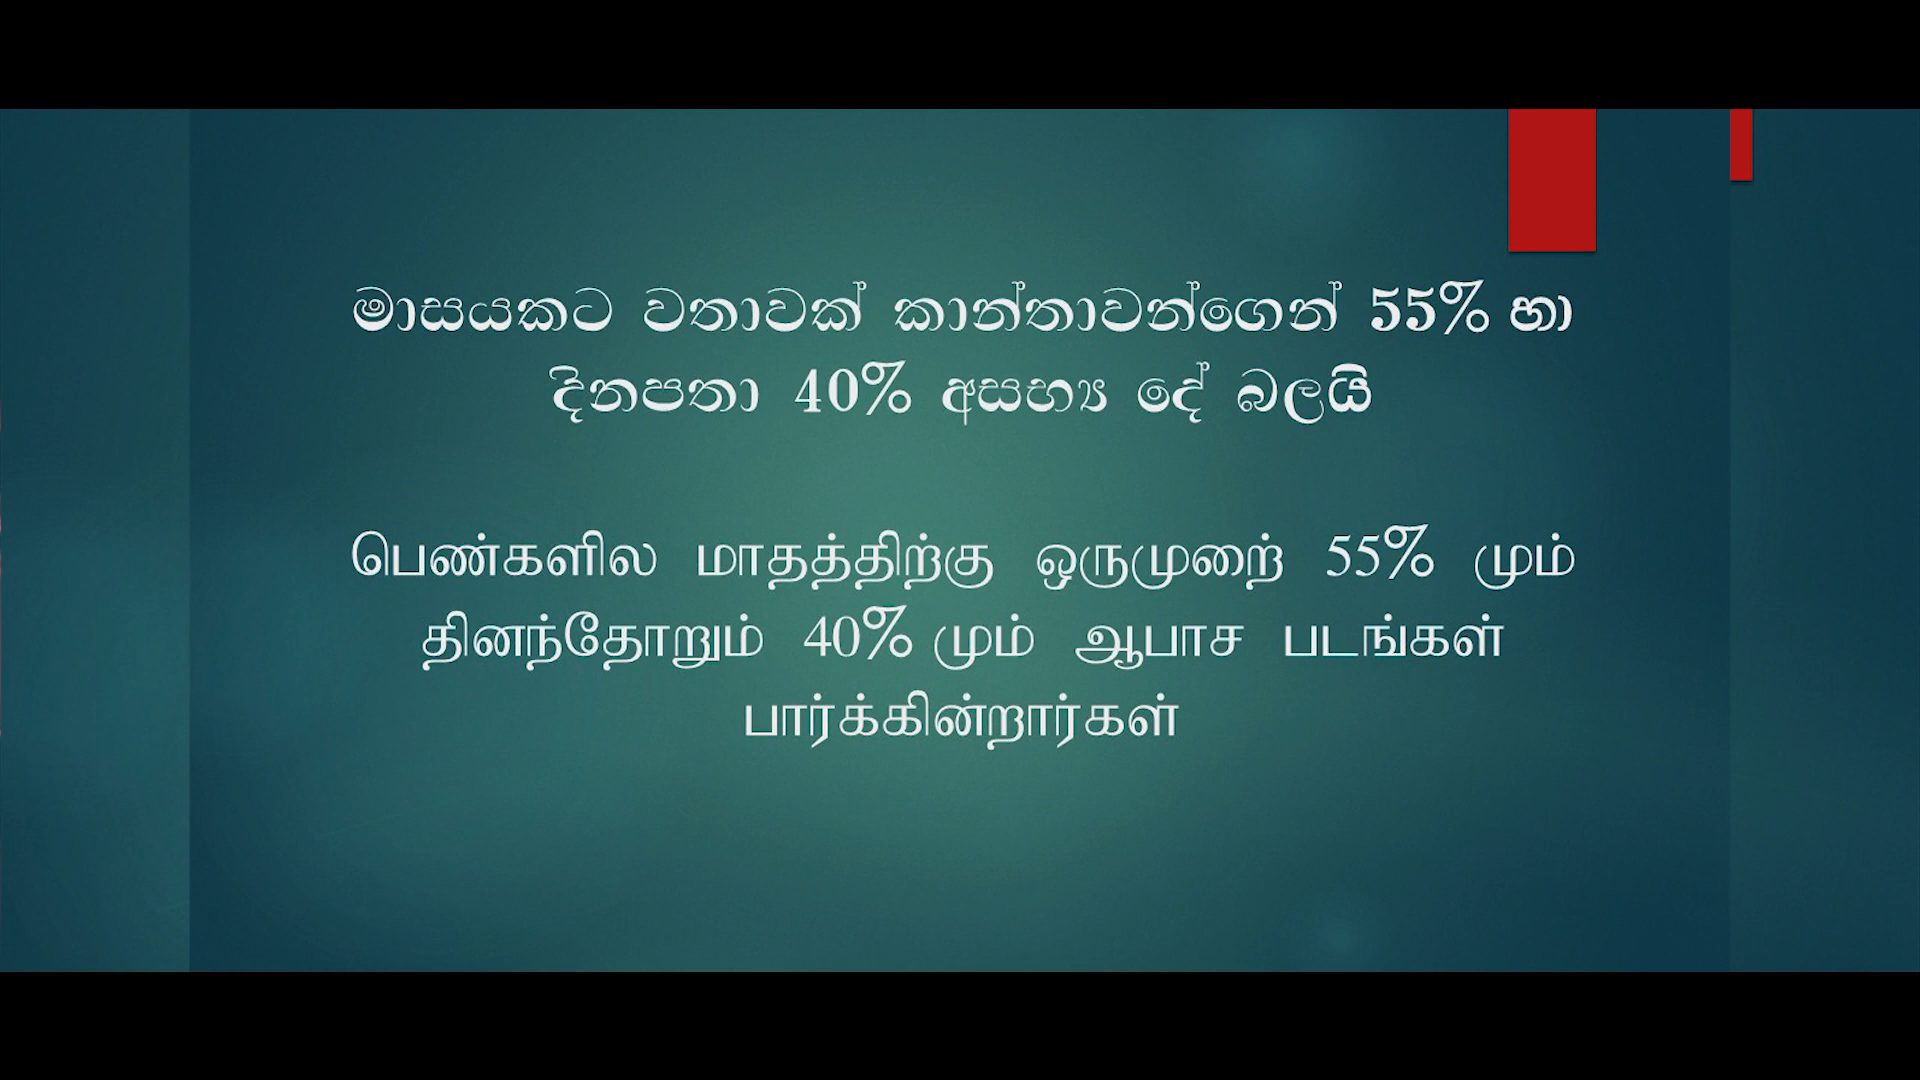 මාසයකට වතාවක් කාන්තාවන්ගෙන් 55% හා
දිනපතා 40% අසභ්‍ය දේ බලයි
பெண்களில மாதத்திற்கு ஒருமுறை் 55% மும்
தினந்தோறும் 40% மும் ஆபாச படங்கள்
பார்க்கின்றார்கள்